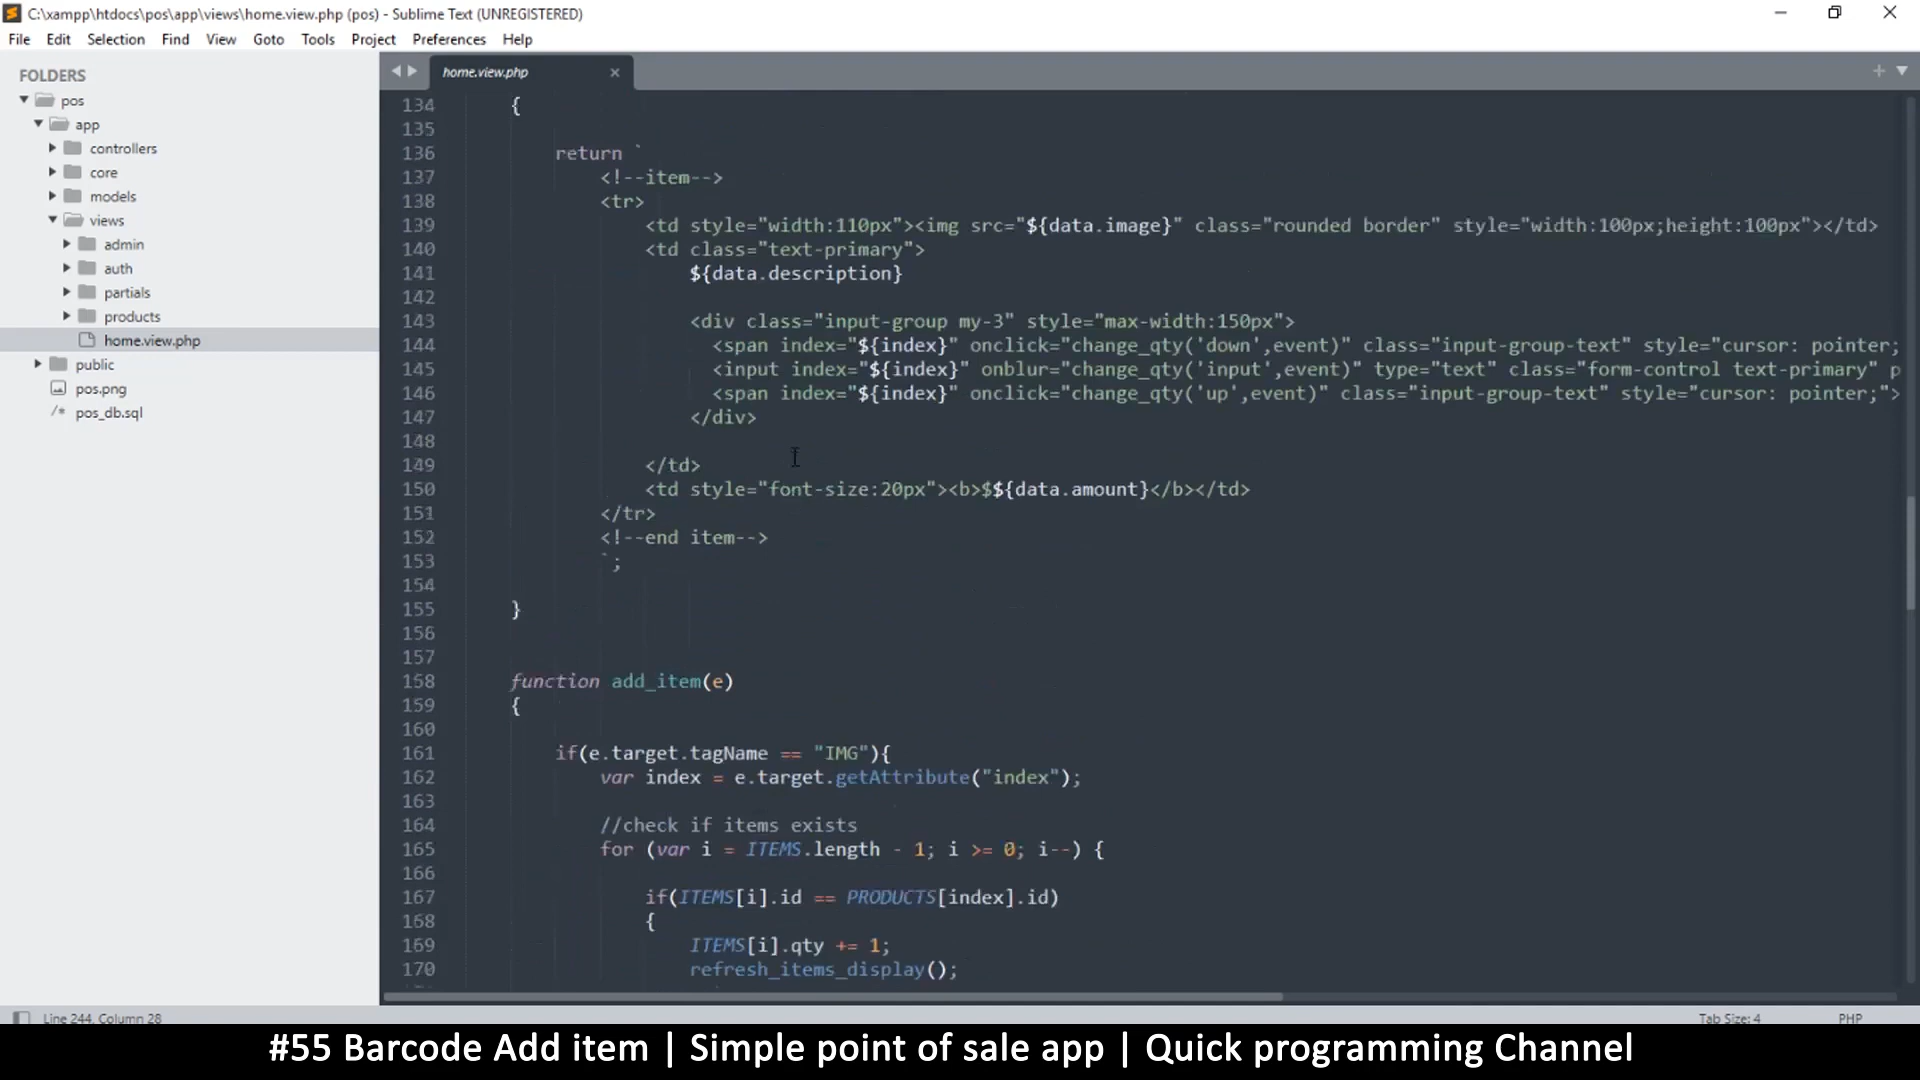 C:\xampp\htdocs\pos\app\views\home.view.php (pos) - Sublime Text (UNREGISTERED)
File Edit Selection Find View Goto Tools Project Preferences Help
FOLDERS
pos
app
controllers
core
models
views
admin
auth
partials
products
home.view.php
public
pos.png
/* pos_db.sql
home.view.php ×
134 {
135
136 return `
137 <!--item-->
138 <tr>
139 <td style="width:110px"><img src="${data.image}" class="rounded border" style="width:100px;height:100px"></td>
140 <td class="text-primary">
141 ${data.description}
142
143 <div class="input-group my-3" style="max-width:150px">
144 <span index="${index}" onclick="change_qty('down',event)" class="input-group-text" style="cursor: pointer;
145 <input index="${index}" onblur="change_qty('input',event)" type="text" class="form-control text-primary" p
146 <span index="${index}" onclick="change_qty('up',event)" class="input-group-text" style="cursor: pointer;">
147 </div>
148
149 </td>
150 <td style="font-size:20px"><b>$${data.amount}</b></td>
151 </tr>
152 <!--end item-->
153 `;
154
155 }
156
157
158 function add_item(e)
159 {
160
161 if(e.target.tagName == "IMG"){
162 var index = e.target.getAttribute("index");
163
164 //check if items exists
165 for (var i = ITEMS.length - 1; i >= 0; i--) {
166
167 if(ITEMS[i].id == PRODUCTS[index].id)
168 {
169 ITEMS[i].qty += 1;
170 refresh_items_display();
Line 244, Column 28 Tab Size: 4 PHP
#55 Barcode Add item | Simple point of sale app | Quick programming Channel